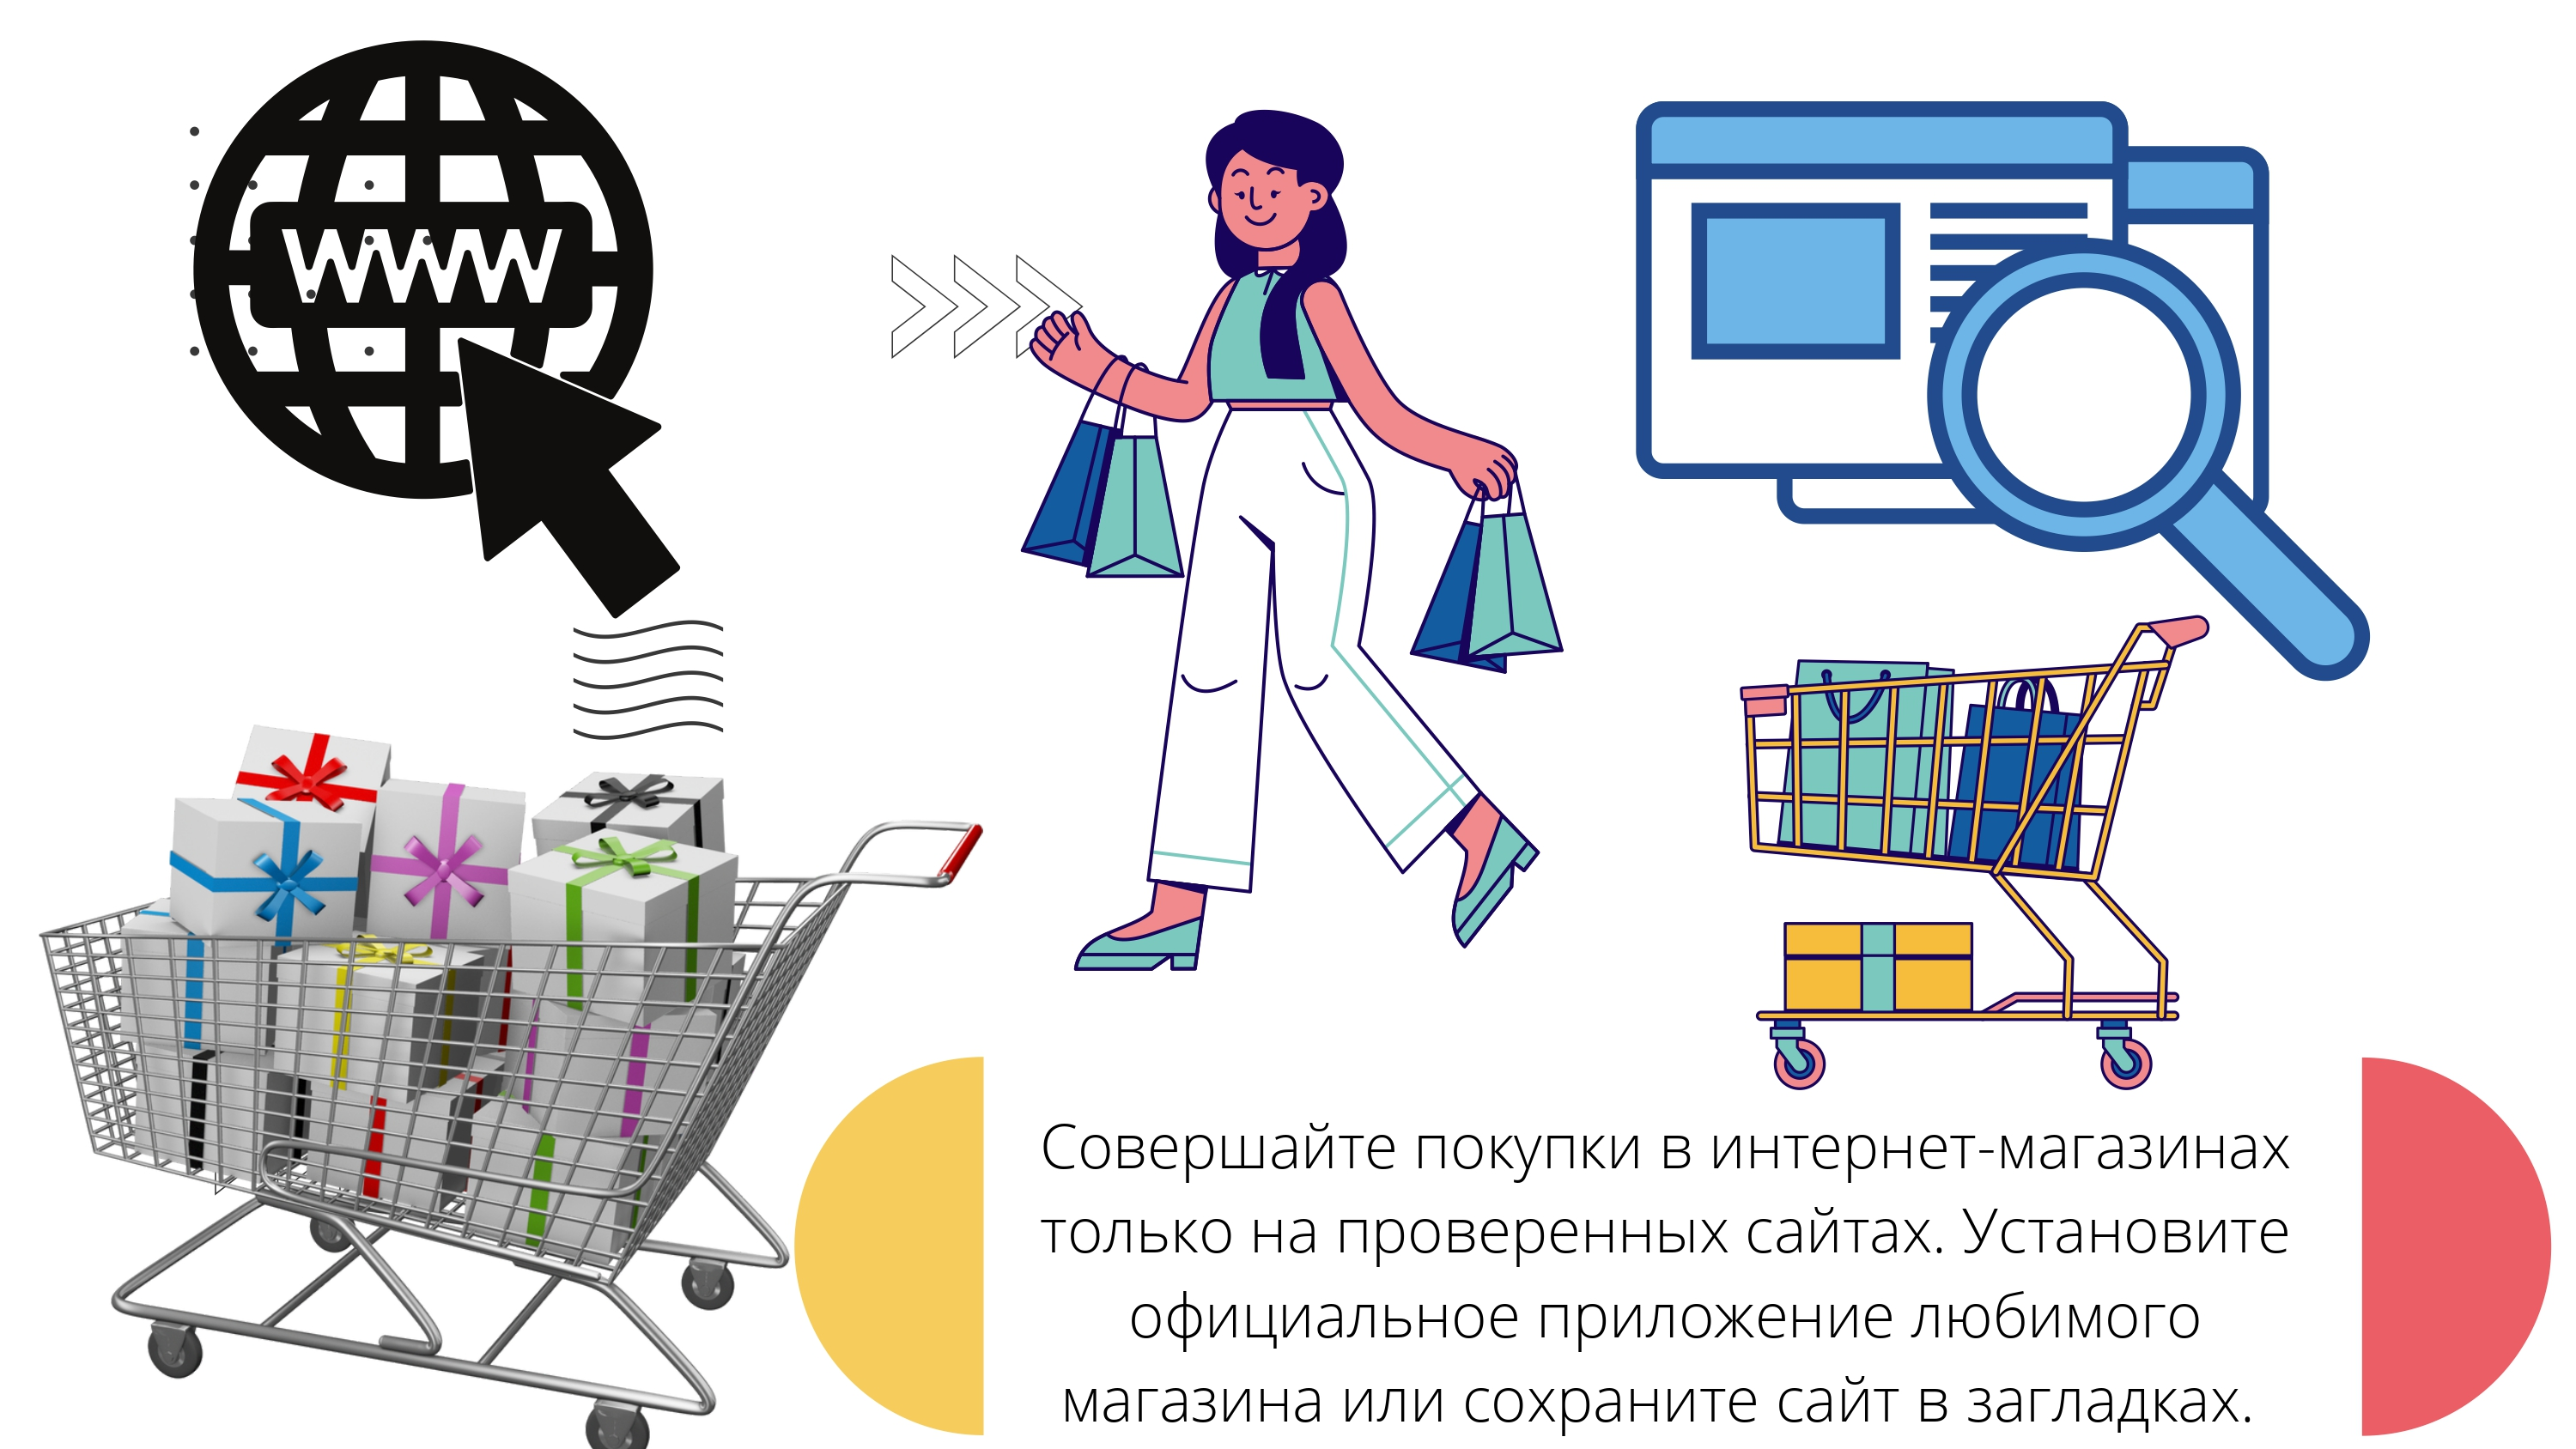 WWW
Совершайте покупки в интернет-магазинах
только на проверенных сайтах. Установите
официальное приложение любимого
магазина или сохраните сайт в загладках.